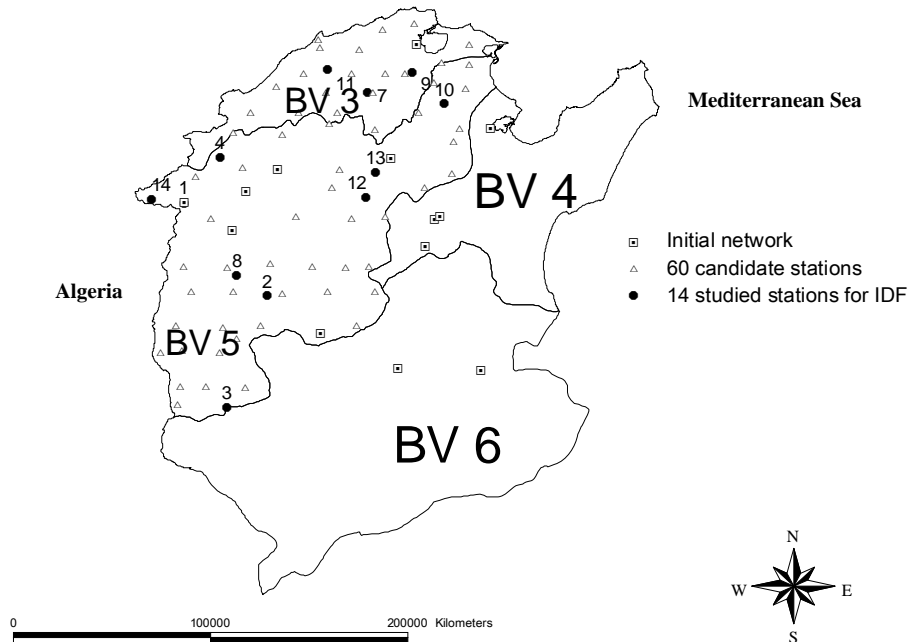 Mediterranean Sea
9
10
11
7
BV 3
4
13
12
14
1
BV 4
Initial network
60 candidate stations
14 studied stations for IDF
8
2
Algeria
BV 5
3
BV 6
N
W
E
S
0
100000
200000 Kilometers